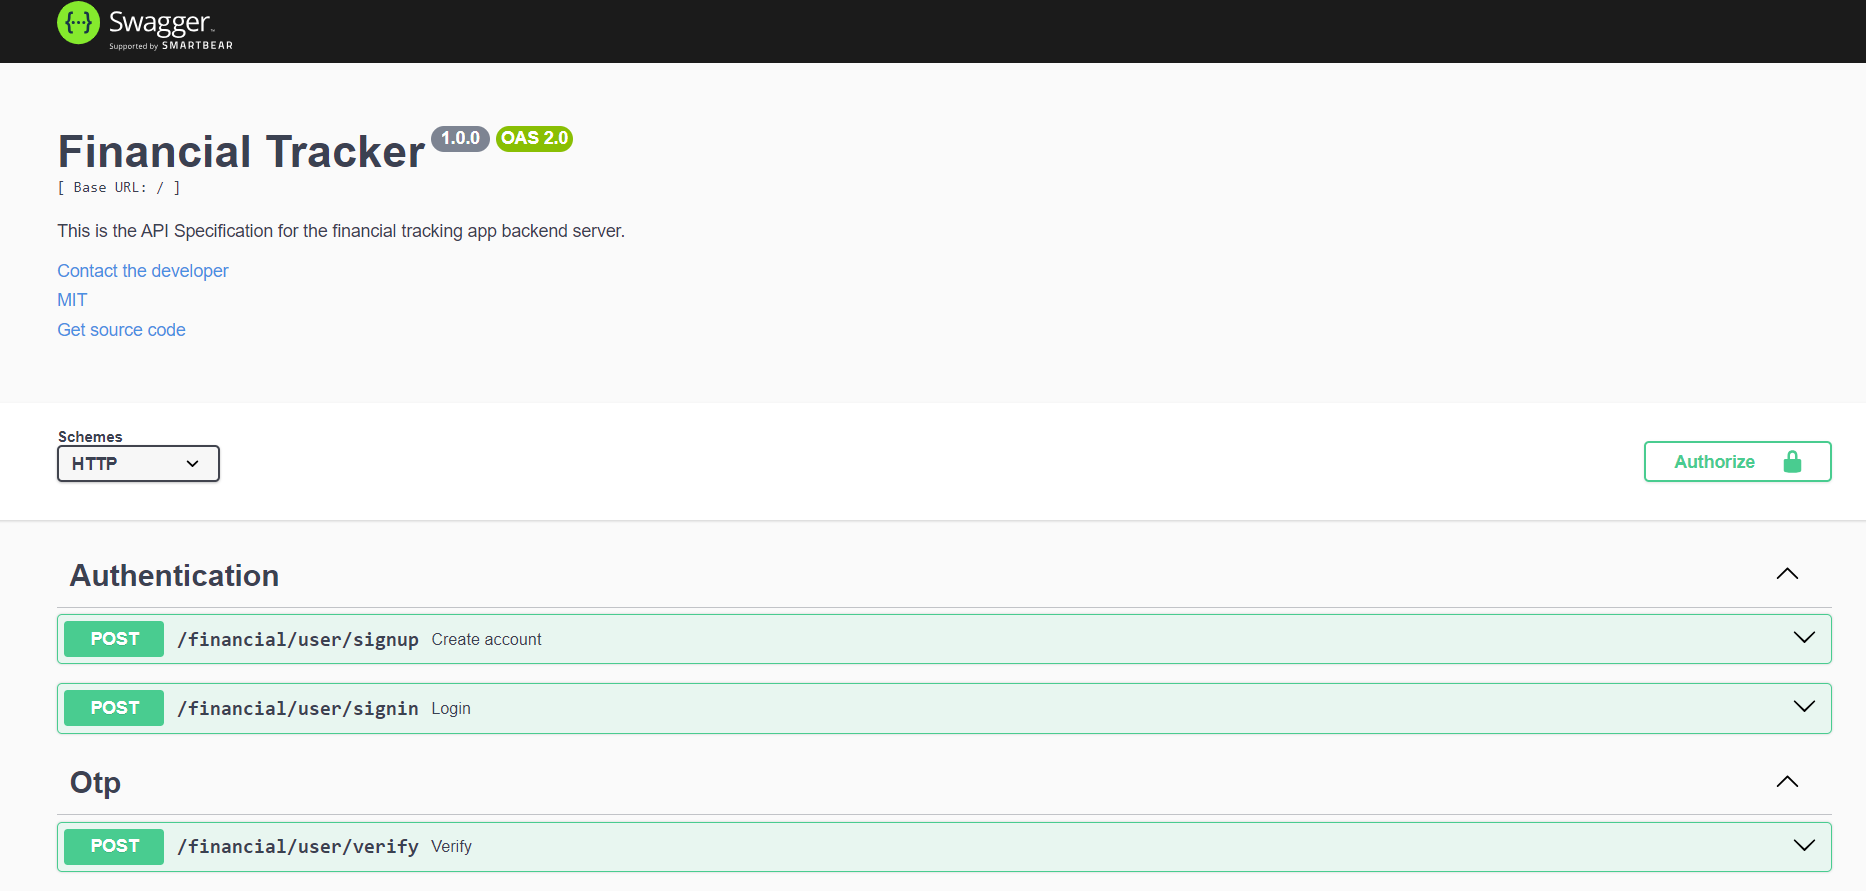 {···} Swagger™
Supported by SMARTBEAR
Financial Tracker 1.0.0 OAS 2.0
[ Base URL: / ]
This is the API Specification for the financial tracking app backend server.
Contact the developer
MIT
Get source code
Schemes
HTTP
Authorize
Authentication
POST /financial/user/signup Create account
POST /financial/user/signin Login
Otp
POST /financial/user/verify Verify